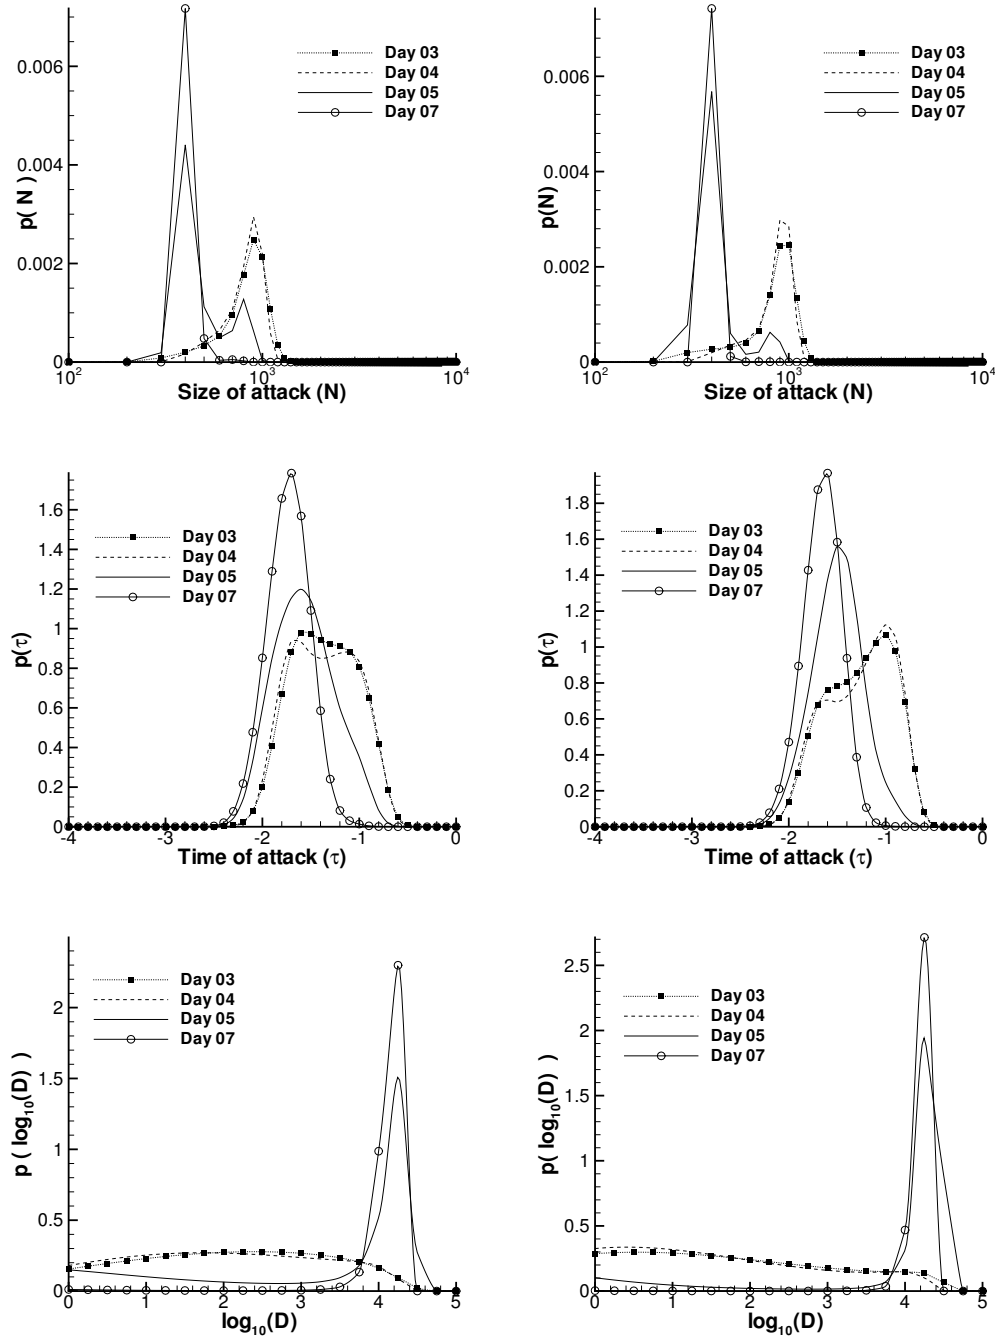 p( N )
0.006
0.004
0.002
0
Day 03
Day 04
Day 05
Day 07
10²
10³
10⁴
Size of attack (N)
p(N)
0.006
0.004
0.002
0
Day 03
Day 04
Day 05
Day 07
10²
10³
10⁴
Size of attack (N)
p(τ)
1.6
1.4
1.2
1
0.8
0.6
0.4
0.2
0
Day 03
Day 04
Day 05
Day 07
-4 -3 -2 -1 0
Time of attack (τ)
p(τ)
1.8
1.6
1.4
1.2
1
0.8
0.6
0.4
0.2
0
Day 03
Day 04
Day 05
Day 07
-4 -3 -2 -1 0
Time of attack (τ)
p ( log₁₀(D) )
2
1.5
1
0.5
0
Day 03
Day 04
Day 05
Day 07
0 1 2 3 4 5
log₁₀(D)
p( log₁₀(D) )
2.5
2
1.5
1
0.5
0
Day 03
Day 04
Day 05
Day 07
0 1 2 3 4 5
log₁₀(D)